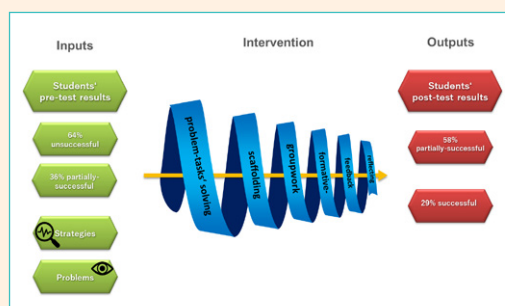 Inputs
Intervention
Outputs
Students'
pre-test results
64%
unsuccessful
36% partially-
successful
Strategies
Problems
problem-tasks' solving
scaffolding
groupwork
formative-
feedback
reflecting
Students'
post-test results
58%
partially-successful
29% successful